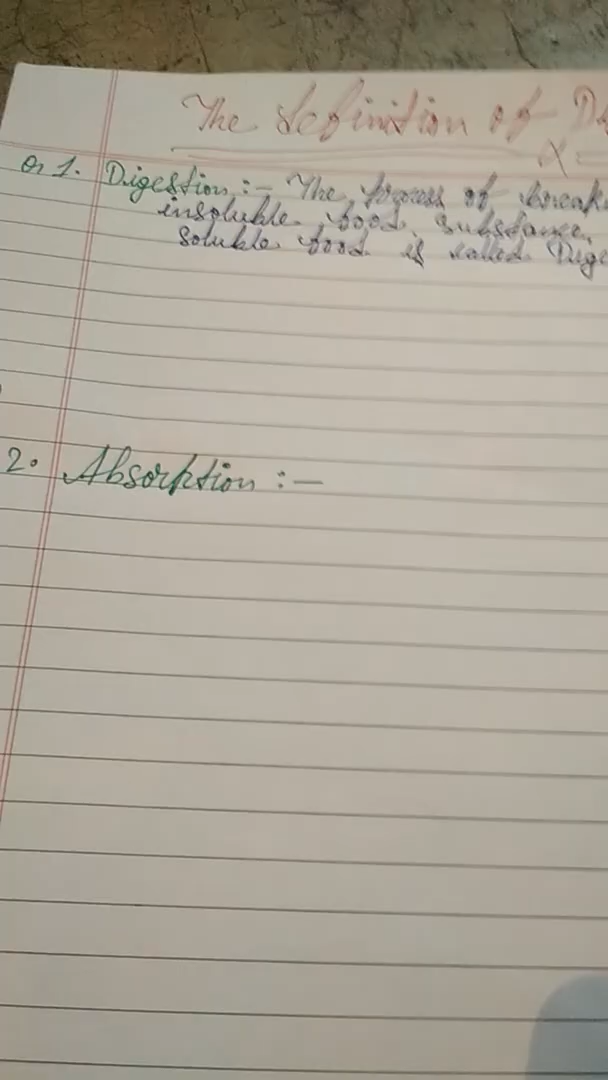 The definition of D
Q 1. Digestion :- The process of break
insoluble food substance
soluble food is called Dige
2. Absorption :-